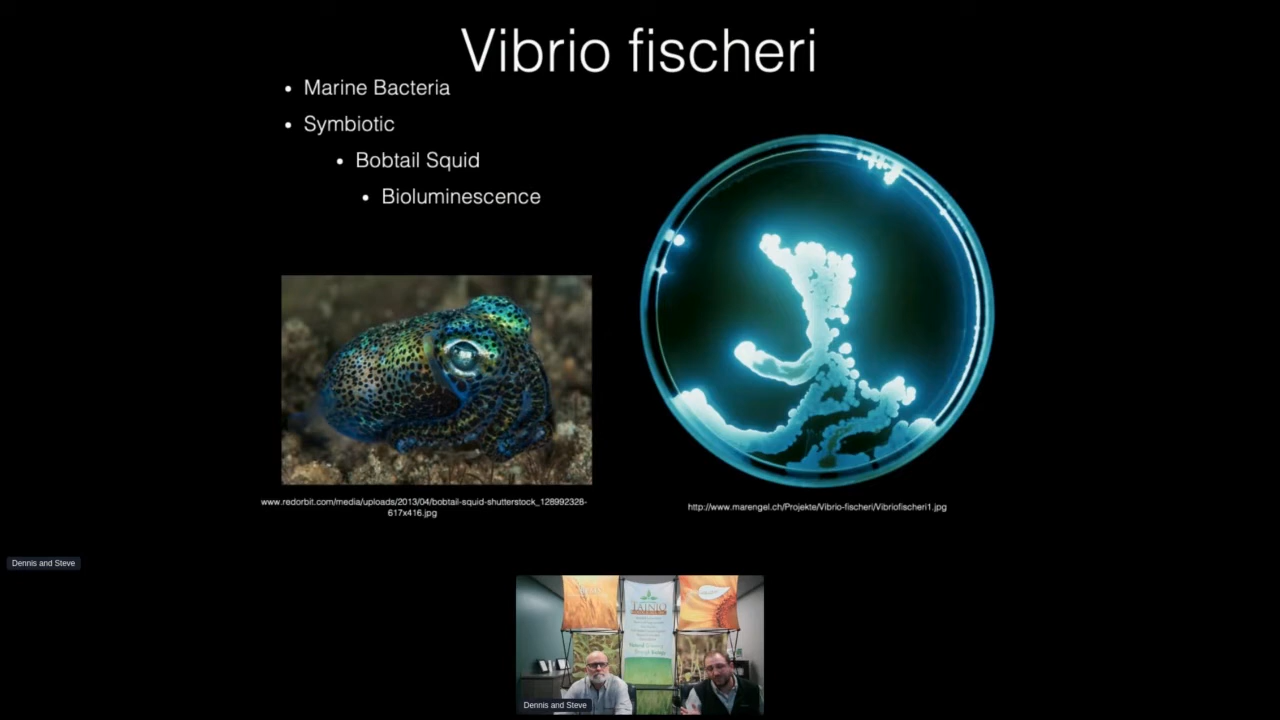 Vibrio fischeri
• Marine Bacteria
• Symbiotic
• Bobtail Squid
• Bioluminescence
www.redorbit.com/media/uploads/2013/04/bobtail-squid-shutterstock_128992328-
617x416.jpg
http://www.marengel.ch/Projekte/Vibrio-fischeri/Vibriofischeri1.jpg
Dennis and Steve
TAINIO
Dennis and Steve